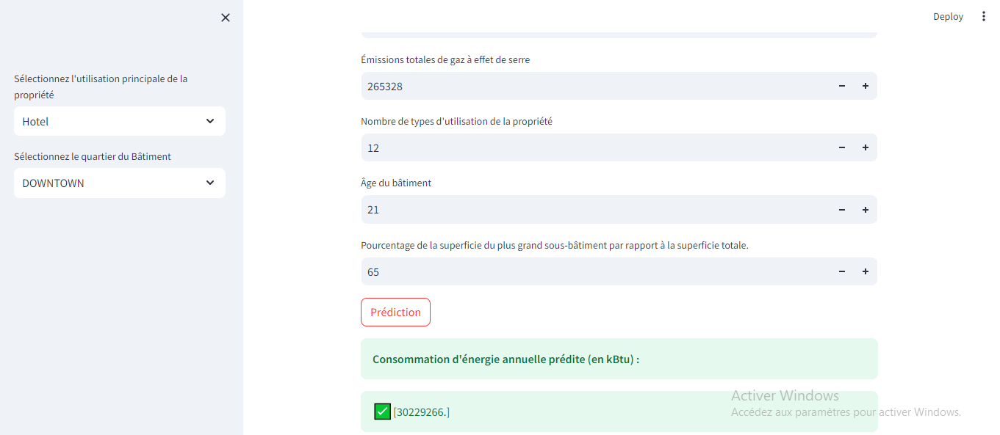 Deploy
Sélectionnez l'utilisation principale de la
propriété
Hotel
Sélectionnez le quartier du Bâtiment
DOWNTOWN
Émissions totales de gaz à effet de serre
265328
Nombre de types d'utilisation de la propriété
12
Âge du bâtiment
21
Pourcentage de la superficie du plus grand sous-bâtiment par rapport à la superficie totale.
65
Prédiction
Consommation d'énergie annuelle prédite (en kBtu) :
[30229266.]
Activer Windows
Accédez aux paramètres pour activer Windows.